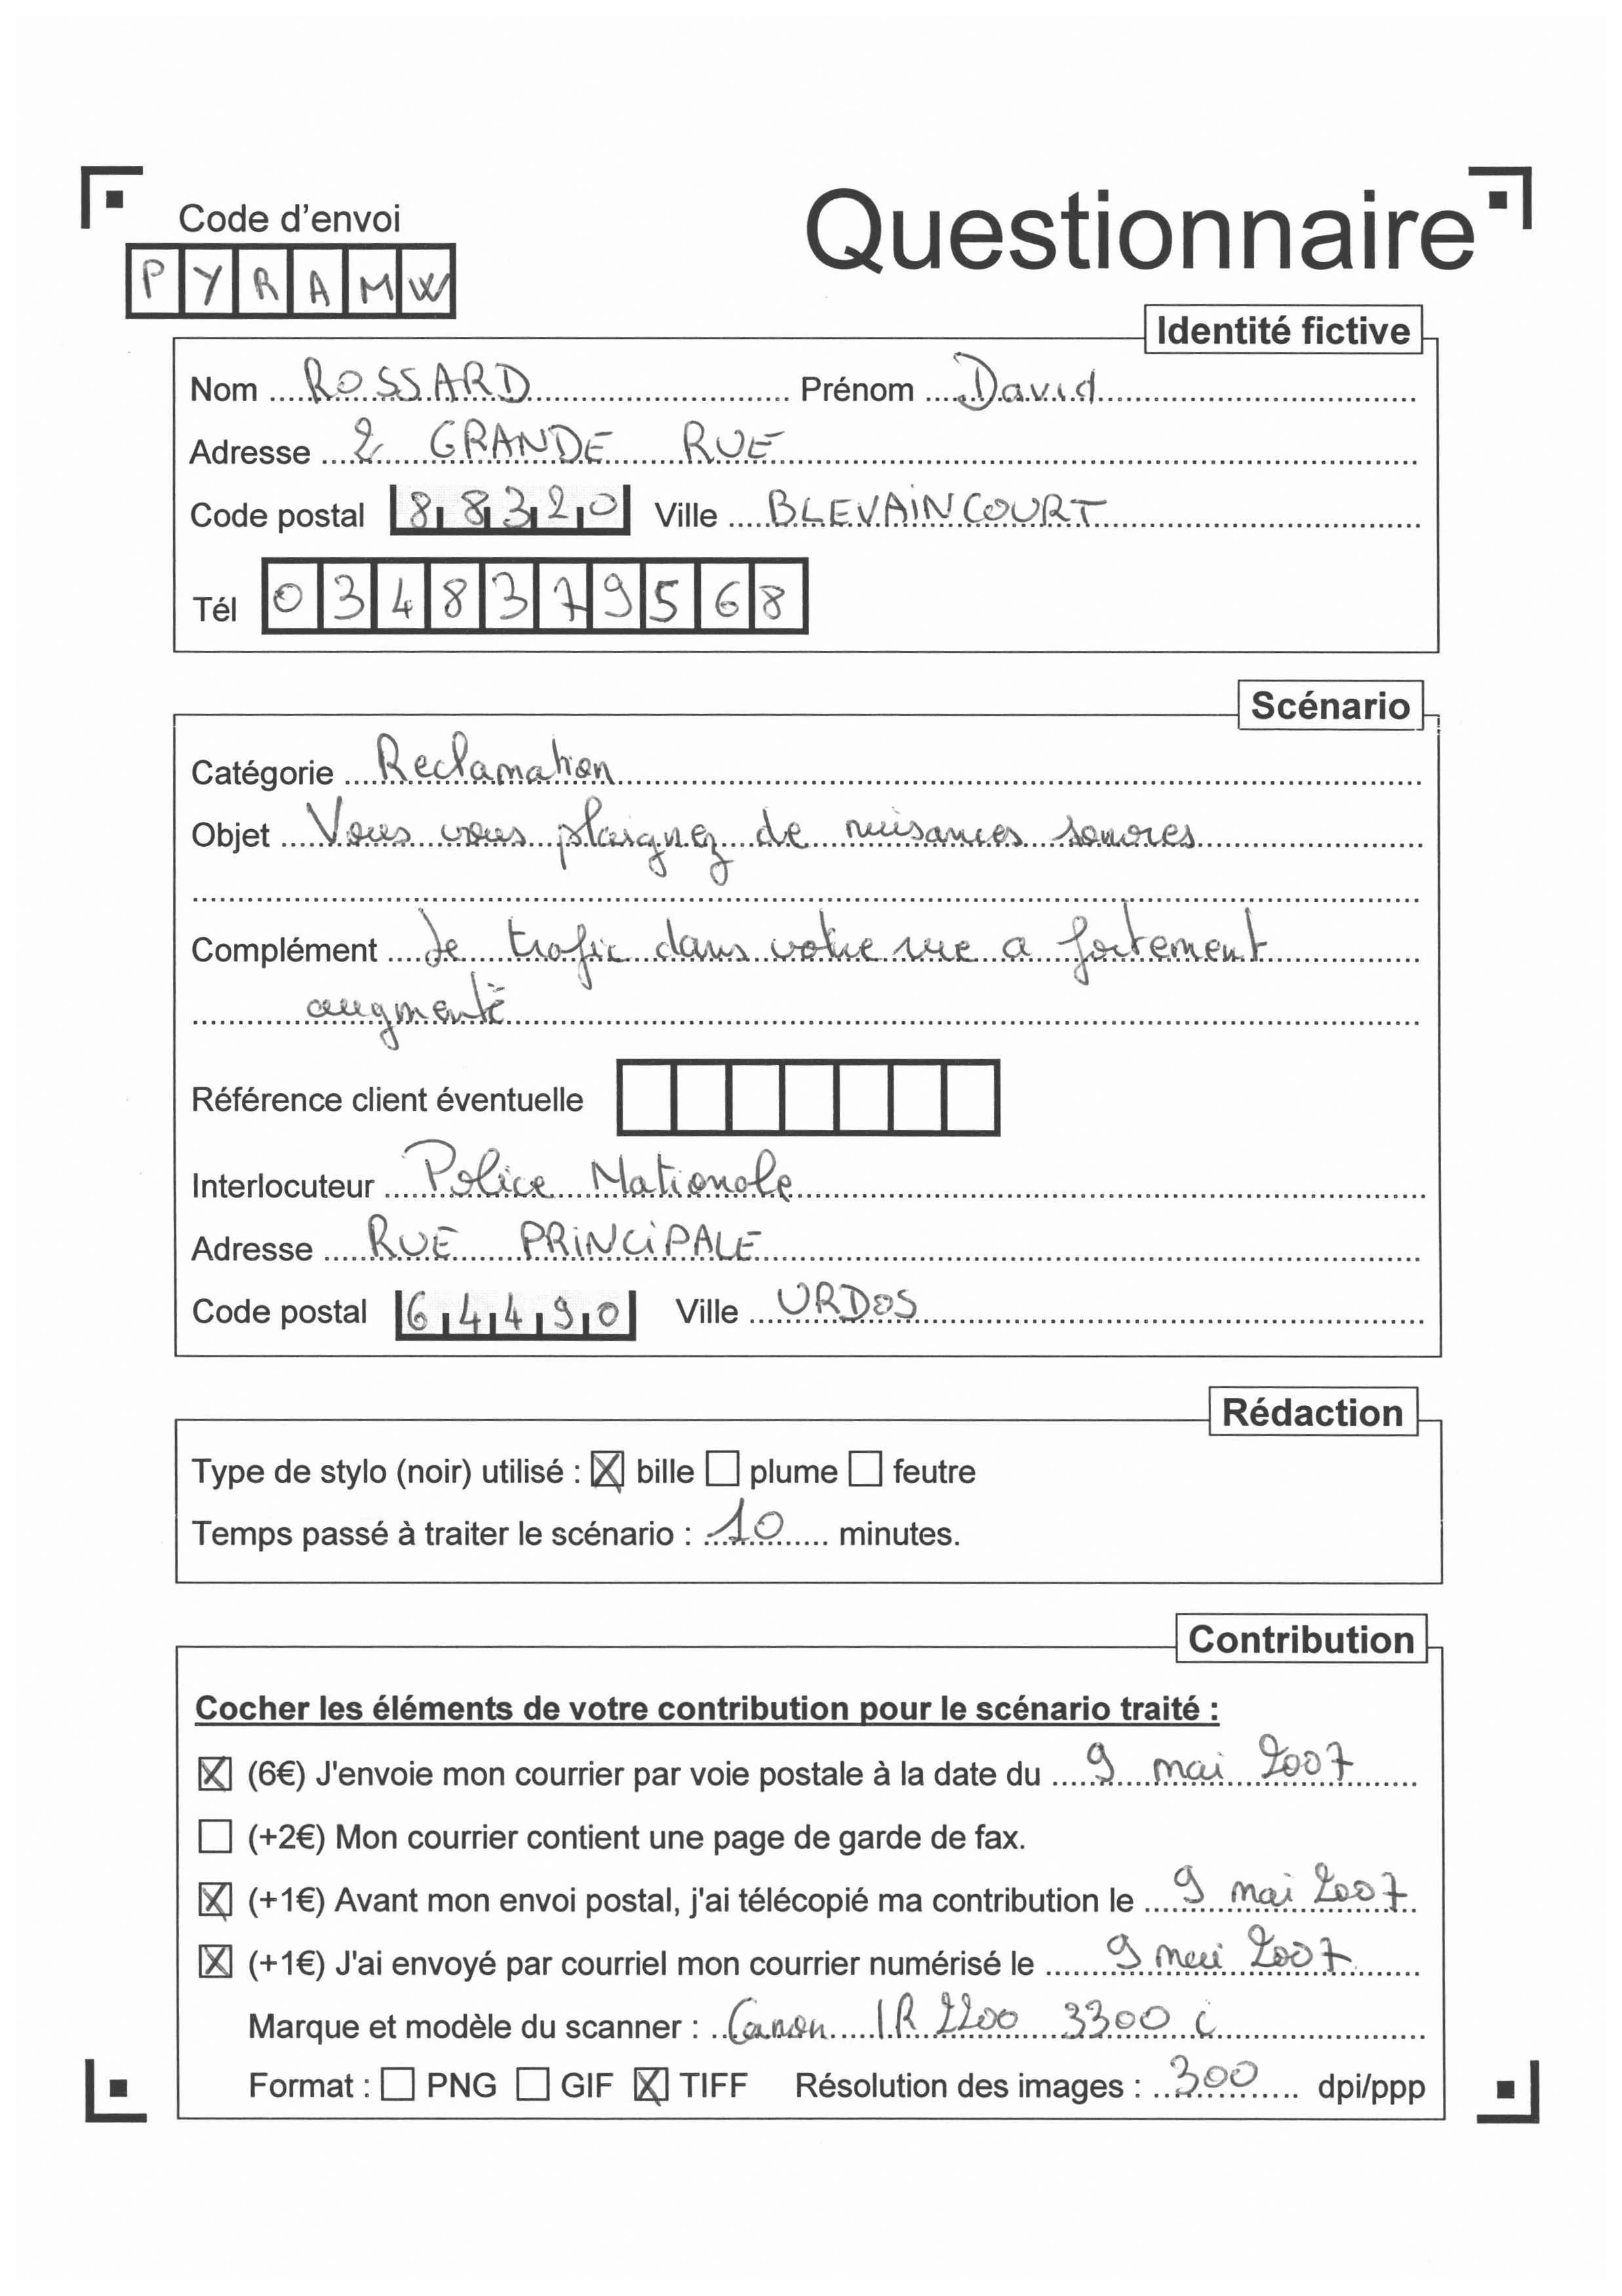 Code d'envoi
Questionnaire
PYRAMW
Identité fictive
Nom ROSSARD Prénom David
Adresse 2 GRANDE RUE
Code postal 88320 Ville BLEVAINCOURT
Tél 0348379568
Scénario
Catégorie Reclamation
Objet Vous vous plaignez de nuisances sonores
Complément Le trafic dans votre rue a fortement
augmenté
Référence client éventuelle
Interlocuteur Police Nationale
Adresse RUE PRINCIPALE
Code postal 64490 Ville URDOS
Rédaction
Type de stylo (noir) utilisé : ☒ bille ☐ plume ☐ feutre
Temps passé à traiter le scénario : 10 minutes.
Contribution
Cocher les éléments de votre contribution pour le scénario traité :
☒ (6€) J'envoie mon courrier par voie postale à la date du 9 mai 2007
☐ (+2€) Mon courrier contient une page de garde de fax.
☒ (+1€) Avant mon envoi postal, j'ai télécopié ma contribution le 9 mai 2007
☒ (+1€) J'ai envoyé par courriel mon courrier numérisé le 9 mai 2007
Marque et modèle du scanner : Canon IR 2200 3300 i
Format : ☐ PNG ☐ GIF ☒ TIFF Résolution des images : 300 dpi/ppp